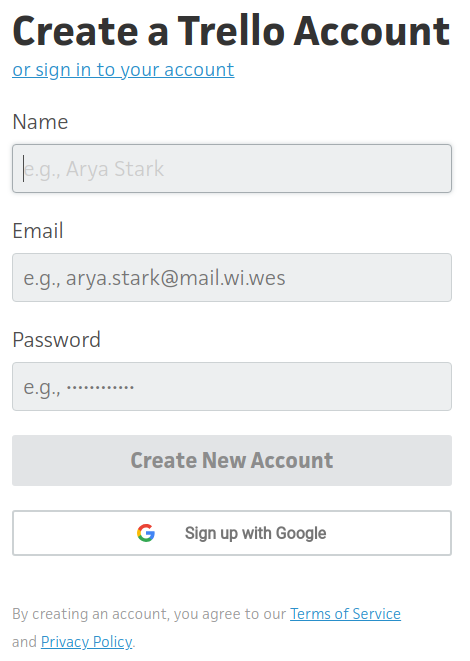 Create a Trello Account
or sign in to your account
Name
e.g., Arya Stark
Email
e.g., arya.stark@mail.wi.wes
Password
e.g., ············
Create New Account
Sign up with Google
By creating an account, you agree to our Terms of Service
and Privacy Policy.